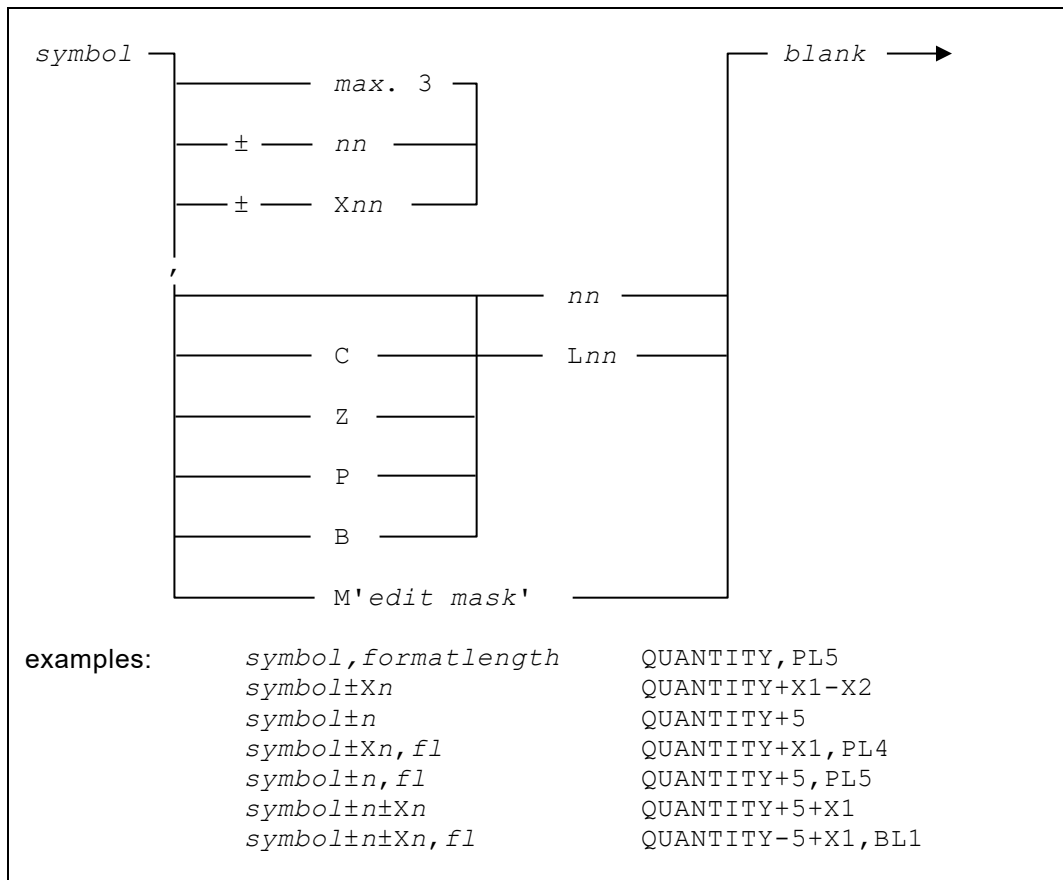 symbol blank
max. 3
± nn
± Xnn
,
nn
C Lnn
Z
P
B
M'edit mask'
examples: symbol,formatlength QUANTITY,PL5
symbol±Xn QUANTITY+X1-X2
symbol±n QUANTITY+5
symbol±Xn,fl QUANTITY+X1,PL4
symbol±n,fl QUANTITY+5,PL5
symbol±n±Xn QUANTITY+5+X1
symbol±n±Xn,fl QUANTITY-5+X1,BL1